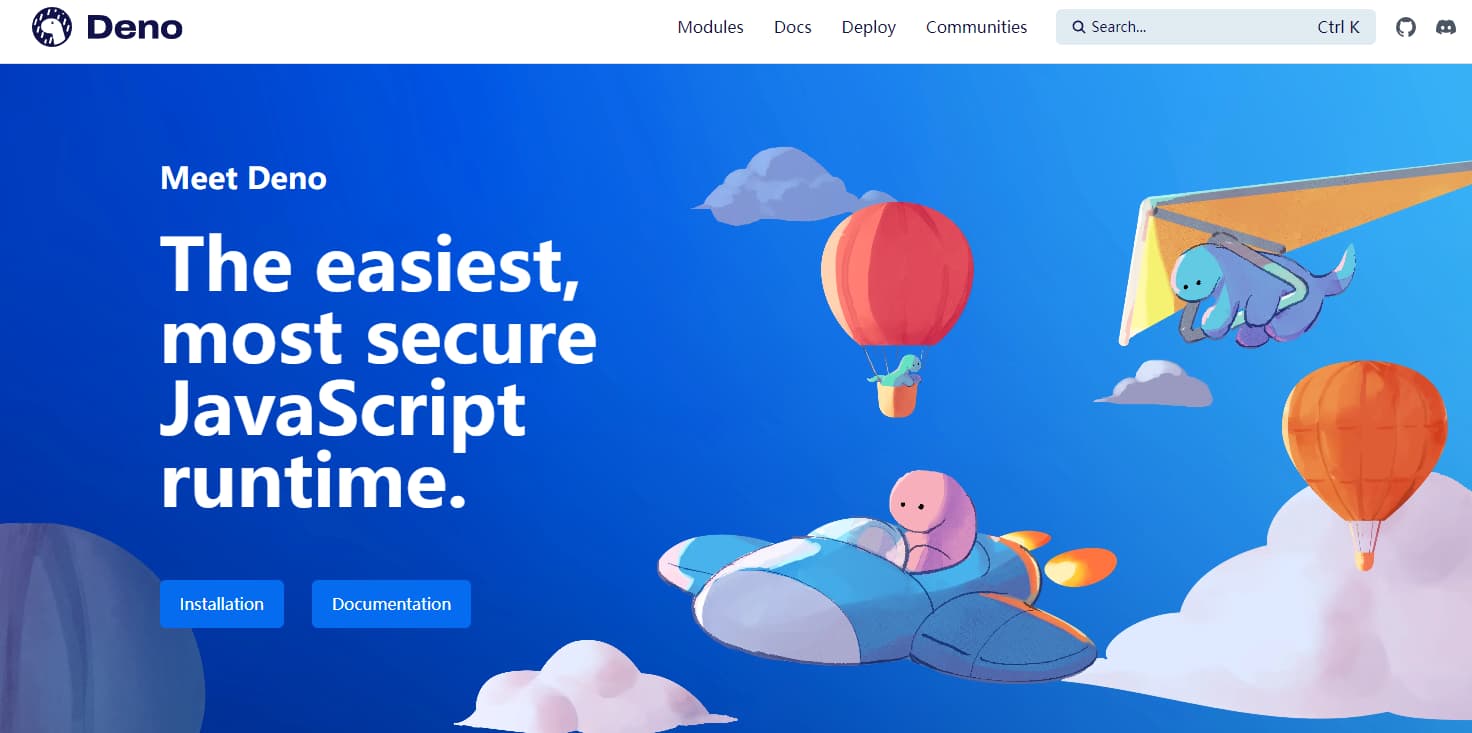 Deno
Modules
Docs
Deploy
Communities
Search...
Ctrl K
Meet Deno
The easiest,
most secure
JavaScript
runtime.
Installation
Documentation